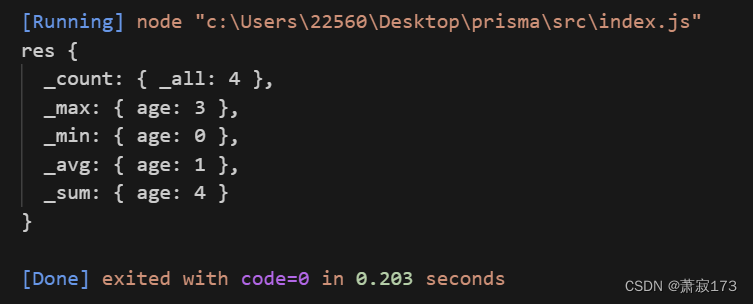 [Running] node "c:\Users\22560\Desktop\prisma\src\index.js"
res {
  _count: { _all: 4 },
  _max: { age: 3 },
  _min: { age: 0 },
  _avg: { age: 1 },
  _sum: { age: 4 }
}
[Done] exited with code=0 in 0.203 seconds
CSDN @萧寂173